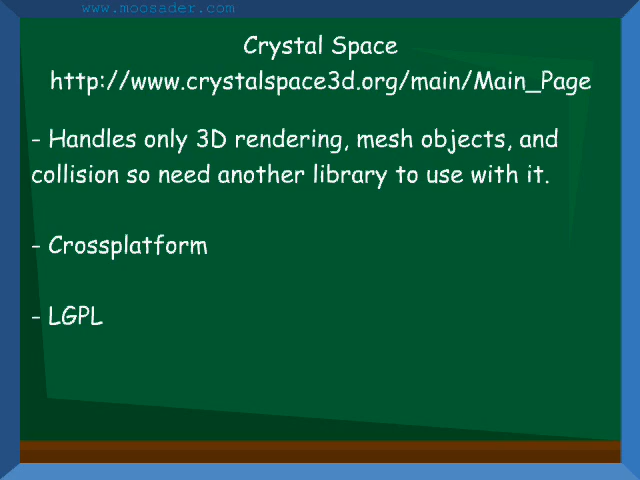 www.moosader.com
Crystal Space
http://www.crystalspace3d.org/main/Main_Page
- Handles only 3D rendering, mesh objects, and
collision so need another library to use with it.
- Crossplatform
- LGPL